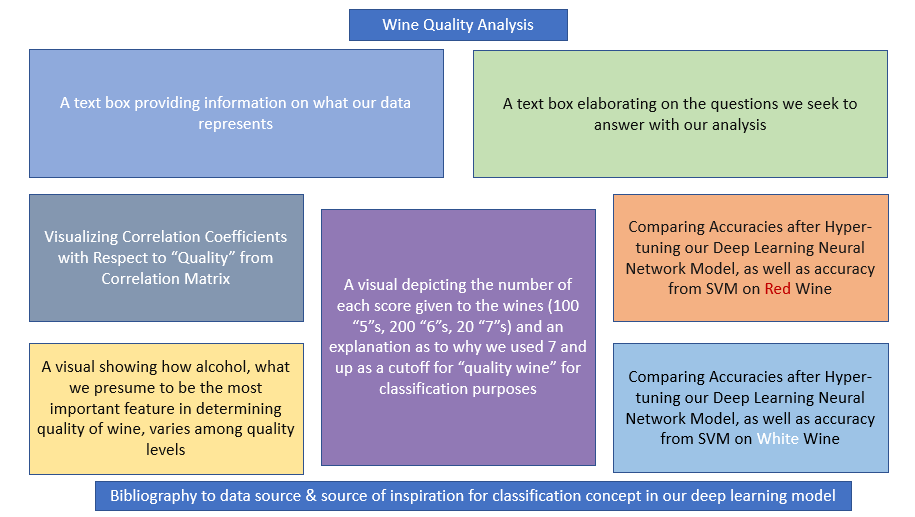 Wine Quality Analysis
A text box providing information on what our data
represents
A text box elaborating on the questions we seek to
answer with our analysis
Visualizing Correlation Coefficients
with Respect to “Quality” from
Correlation Matrix
A visual depicting the number of
each score given to the wines (100
“5”s, 200 “6”s, 20 “7”s) and an
explanation as to why we used 7 and
up as a cutoff for “quality wine” for
classification purposes
Comparing Accuracies after Hyper-
tuning our Deep Learning Neural
Network Model, as well as accuracy
from SVM on Red Wine
A visual showing how alcohol, what
we presume to be the most
important feature in determining
quality of wine, varies among quality
levels
Comparing Accuracies after Hyper-
tuning our Deep Learning Neural
Network Model, as well as accuracy
from SVM on White Wine
Bibliography to data source & source of inspiration for classification concept in our deep learning model